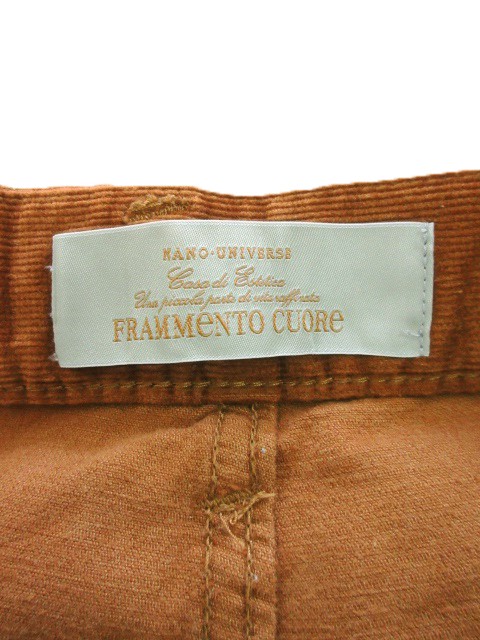 NANO·UNIVERSE
Casa di Estetica
Una piccola parte di vita raffinata
FRAMMENTO CUORE